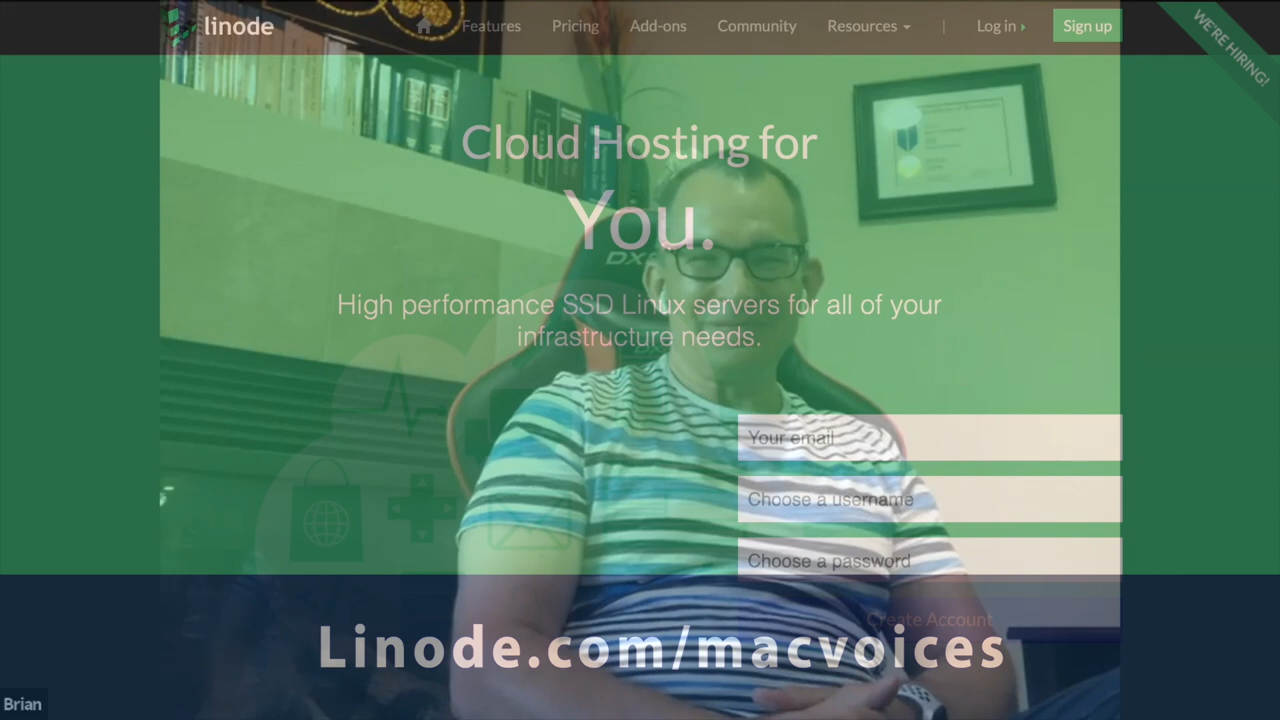 linode
Features Pricing Add-ons Community Resources | Log in Sign up
WE'RE HIRING!
Cloud Hosting for
You.
High performance SSD Linux servers for all of your
infrastructure needs.
Your email
Choose a username
Choose a password
Create Account
Linode.com/macvoices
Brian